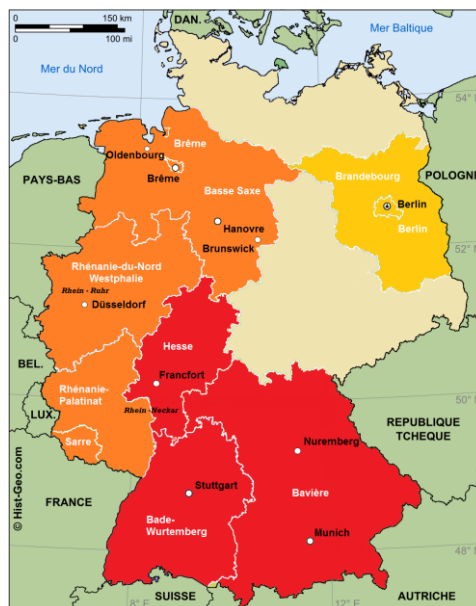 0 150 km
0 100 mi
DAN.
Mer Baltique
Mer du Nord
54°
Brême
Oldenbourg
PAYS-BAS
Brême
Brandebourg
POLOGNE
Basse Saxe
Berlin
Hanovre
Berlin
Brunswick
52°
Rhénanie-du-Nord
Westphalie
Rhein - Ruhr
Düsseldorf
Hesse
BEL.
Francfort
Rhénanie-
Palatinat
50°
LUX.
Rhein -Neckar
REPUBLIQUE
TCHEQUE
Sarre
Nuremberg
© Hist-Geo.com
FRANCE
Stuttgart
Bavière
Bade-
Wurtemberg
Munich
48°
8° E
SUISSE
12° E
AUTRICHE